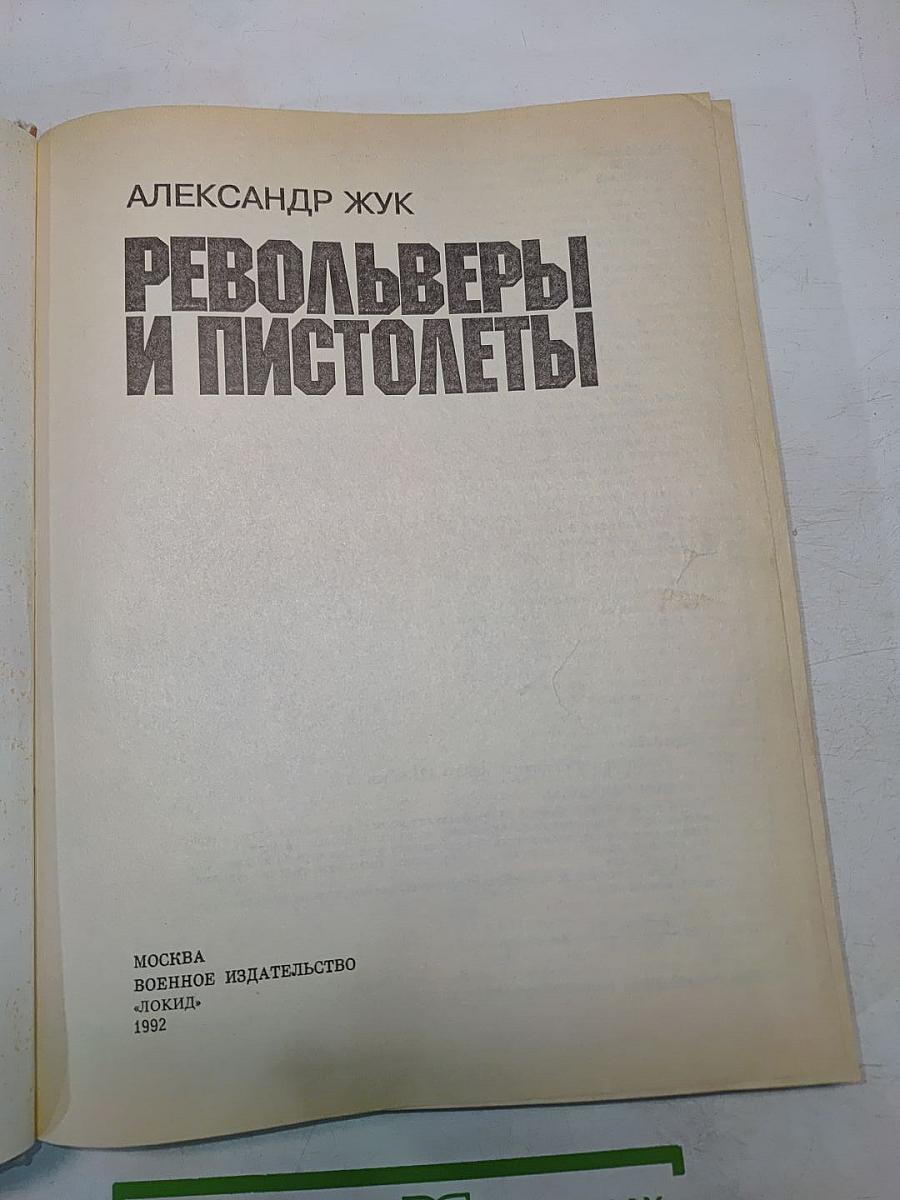 АЛЕКСАНДР ЖУК
РЕВОЛЬВЕРЫ
И ПИСТОЛЕТЫ
МОСКВА
ВОЕННОЕ ИЗДАТЕЛЬСТВО
«ЛОКИД»
1992